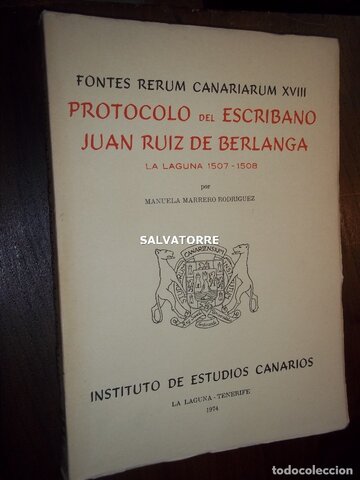 FONTES RERUM CANARIARUM XVIII
PROTOCOLO DEL ESCRIBANO
JUAN RUIZ DE BERLANGA
LA LAGUNA 1507-1508
por
MANUELA MARRERO RODRIGUEZ
SALVATORRE
INSTITUTO DE ESTUDIOS CANARIOS
LA LAGUNA - TENERIFE
1974
todocoleccion